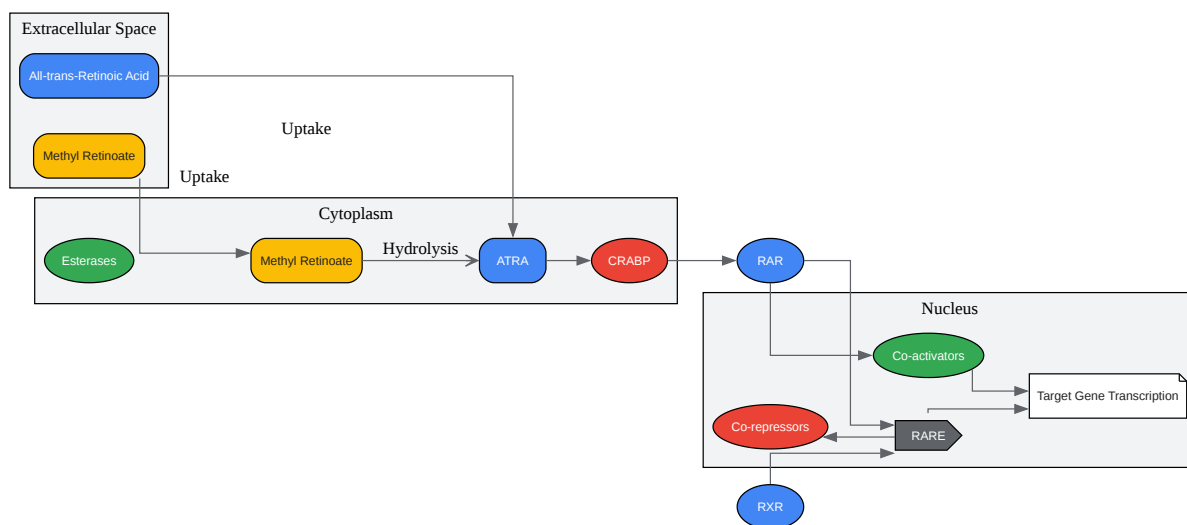 Extracellular Space
All-trans-Retinoic Acid
Methyl Retinoate
Uptake
Uptake
Cytoplasm
Esterases
Methyl Retinoate
Hydrolysis
ATRA
CRABP
RAR
Nucleus
Co-activators
Target Gene Transcription
Co-repressors
RARE
RXR